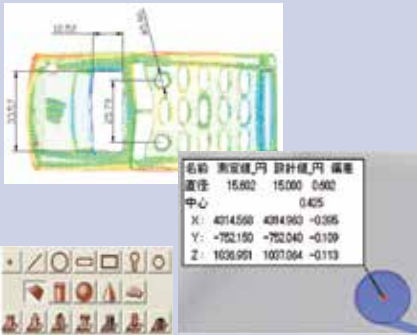 名前 測定値_円 設計値_円 偏差
直径 15.602 15.000 0.602
中心 0.425
X: 4314.568 4314.963 -0.395
Y: -752.150 -752.040 -0.109
Z: 1036.951 1037.064 -0.113